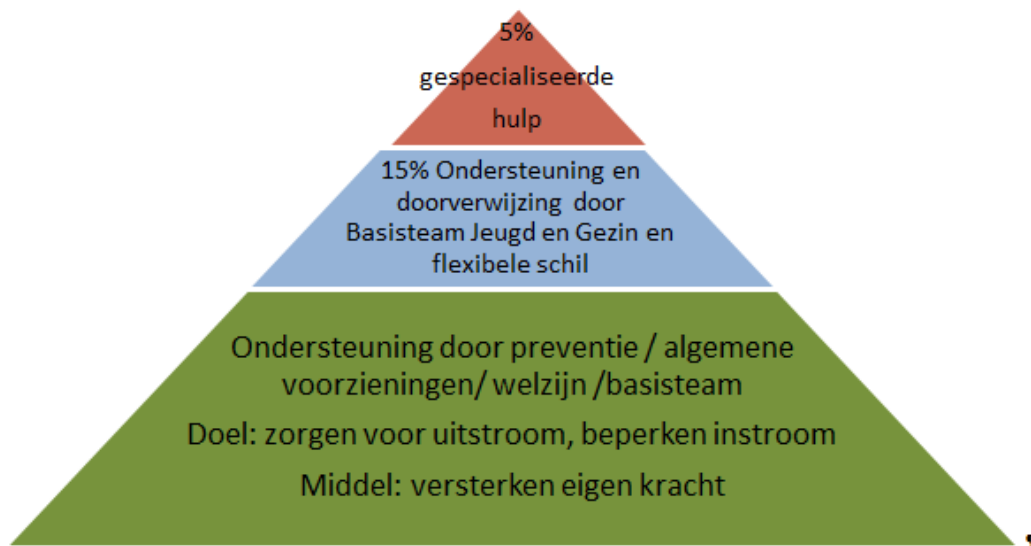 5%
gespecialiseerde
hulp
15% Ondersteuning en
doorverwijzing door
Basisteam Jeugd en Gezin en
flexibele schil
Ondersteuning door preventie / algemene
voorzieningen/ welzijn /basisteam
Doel: zorgen voor uitstroom, beperken instroom
Middel: versterken eigen kracht